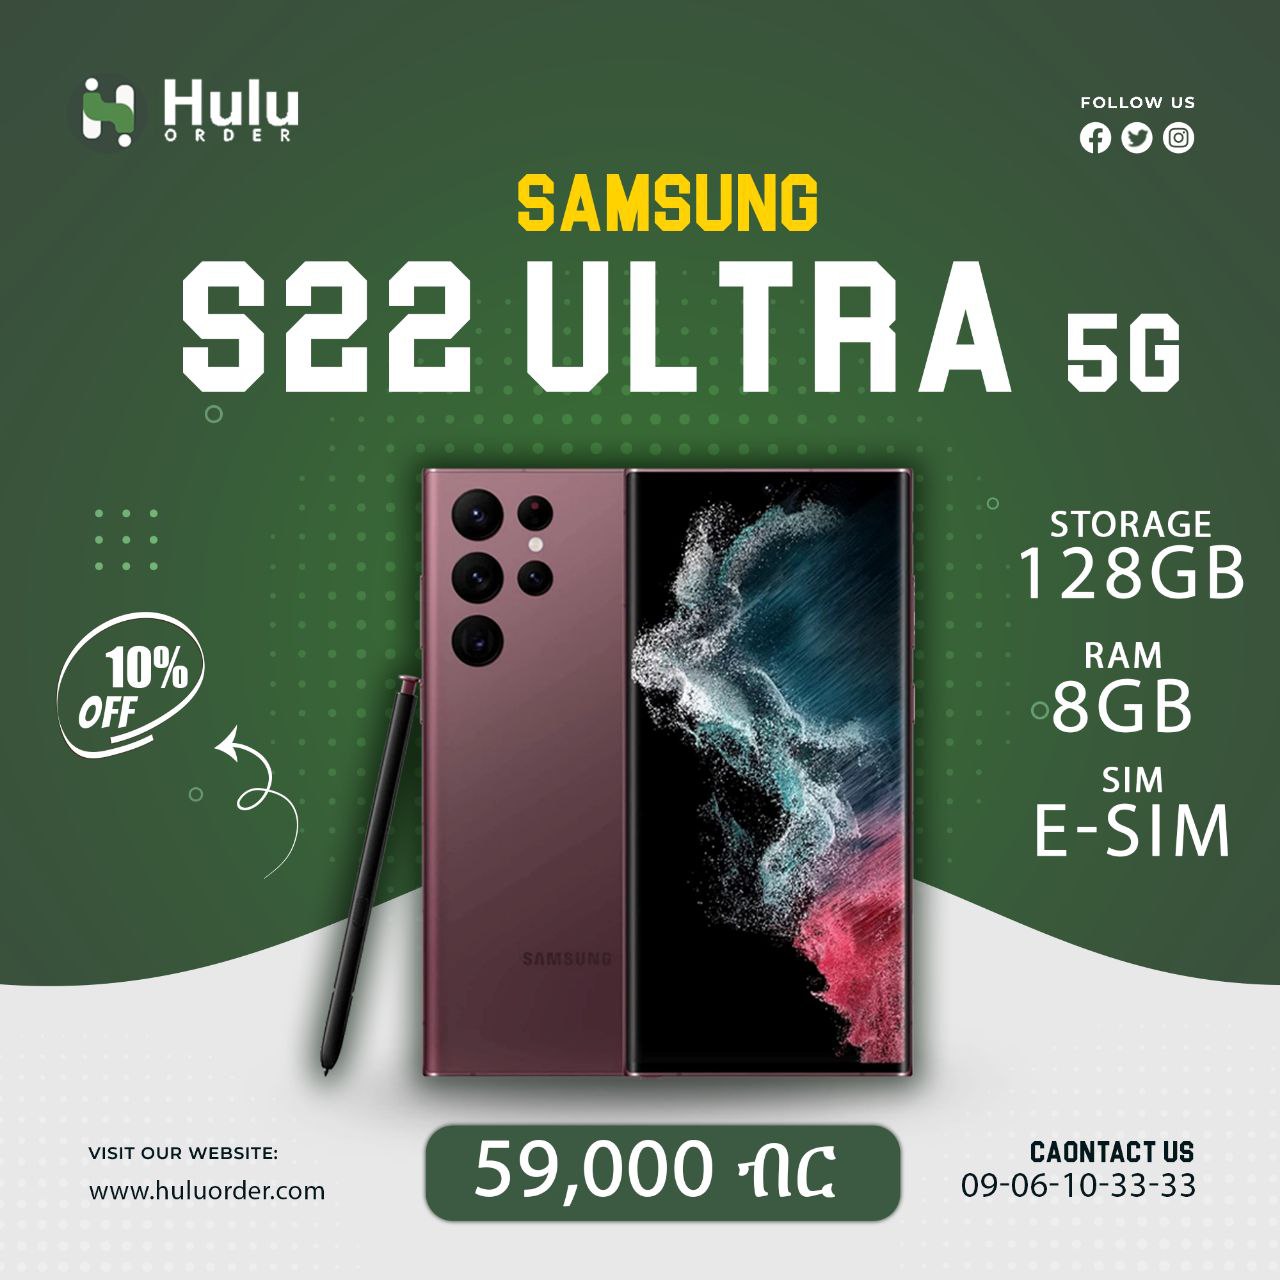 Hulu
ORDER
FOLLOW US
SAMSUNG
S22 ULTRA 5G
STORAGE
128GB
RAM
8GB
SIM
E-SIM
10%
OFF
SAMSUNG
VISIT OUR WEBSITE:
www.huluorder.com
59,000 ብር
CAONTACT US
09-06-10-33-33